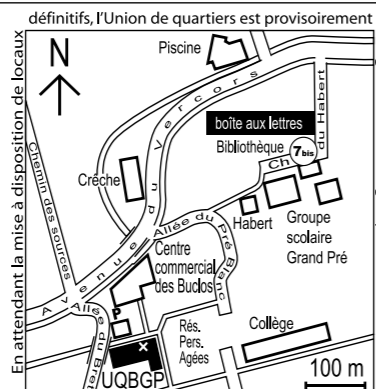 définitifs, l'Union de quartiers est provisoirement
En attendant la mise à disposition de locaux
N
Piscine
Avenue du Vercors
boîte aux lettres
Bibliothèque
7bis
Ch
du Habert
Chemin des sources
Crèche
Allée du Pré Blanc
Habert
Groupe
scolaire
Grand Pré
Centre
commercial
des Buclos
Allée du Bret
P
Rés.
Pers.
Agées
Collège
x
UQBGP
100 m